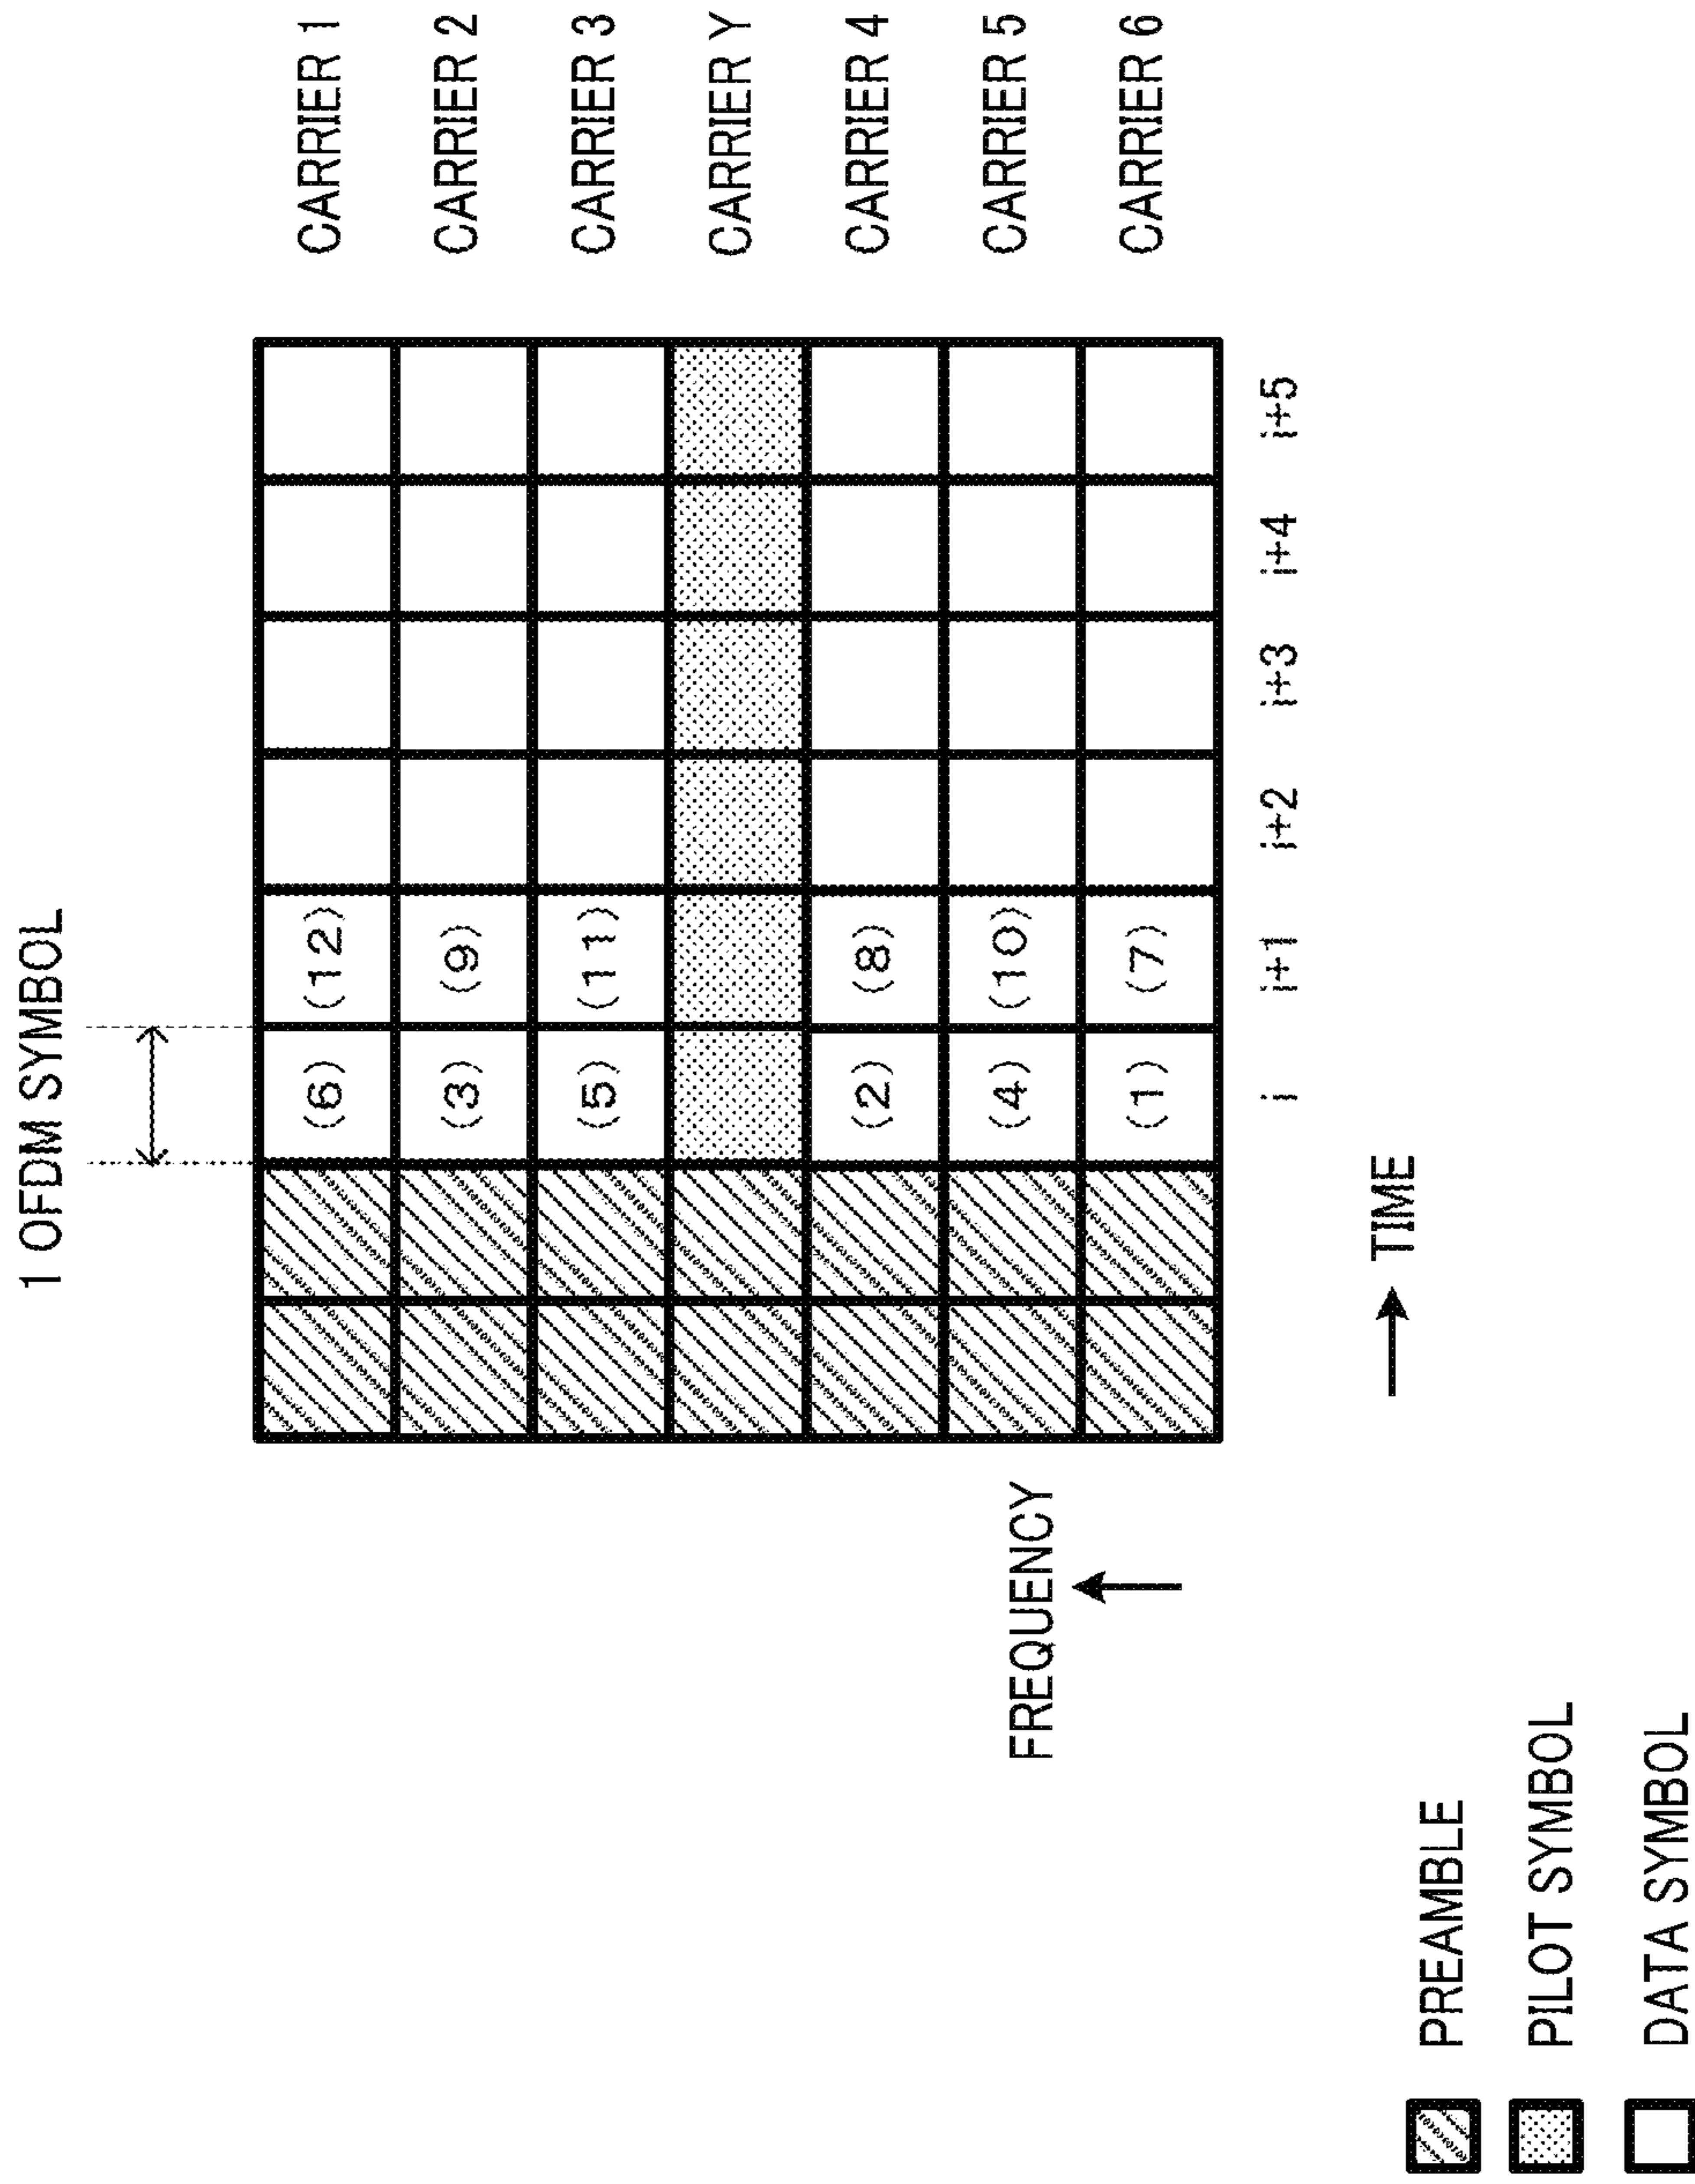 1 OFDM SYMBOL
(6) (12) CARRIER 1
(3) (9) CARRIER 2
(5) (11) CARRIER 3
CARRIER Y
(2) (8) CARRIER 4
FREQUENCY
(4) (10) CARRIER 5
(1) (7) CARRIER 6
i i+1 i+2 i+3 i+4 i+5
TIME
PREAMBLE
PILOT SYMBOL
DATA SYMBOL